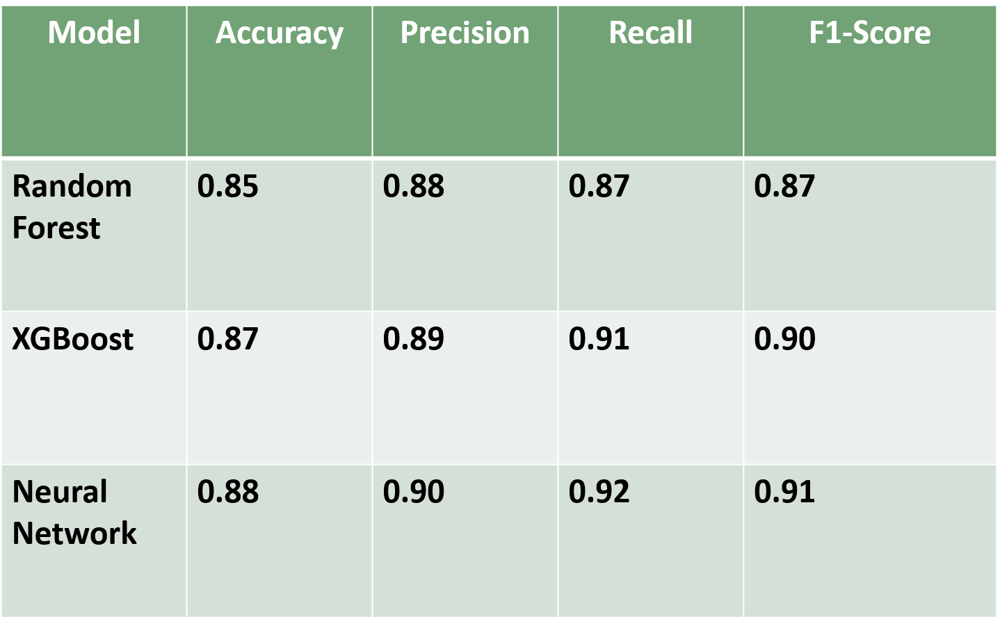 Model Accuracy Precision Recall F1-Score
Random Forest 0.85 0.88 0.87 0.87
XGBoost 0.87 0.89 0.91 0.90
Neural Network 0.88 0.90 0.92 0.91